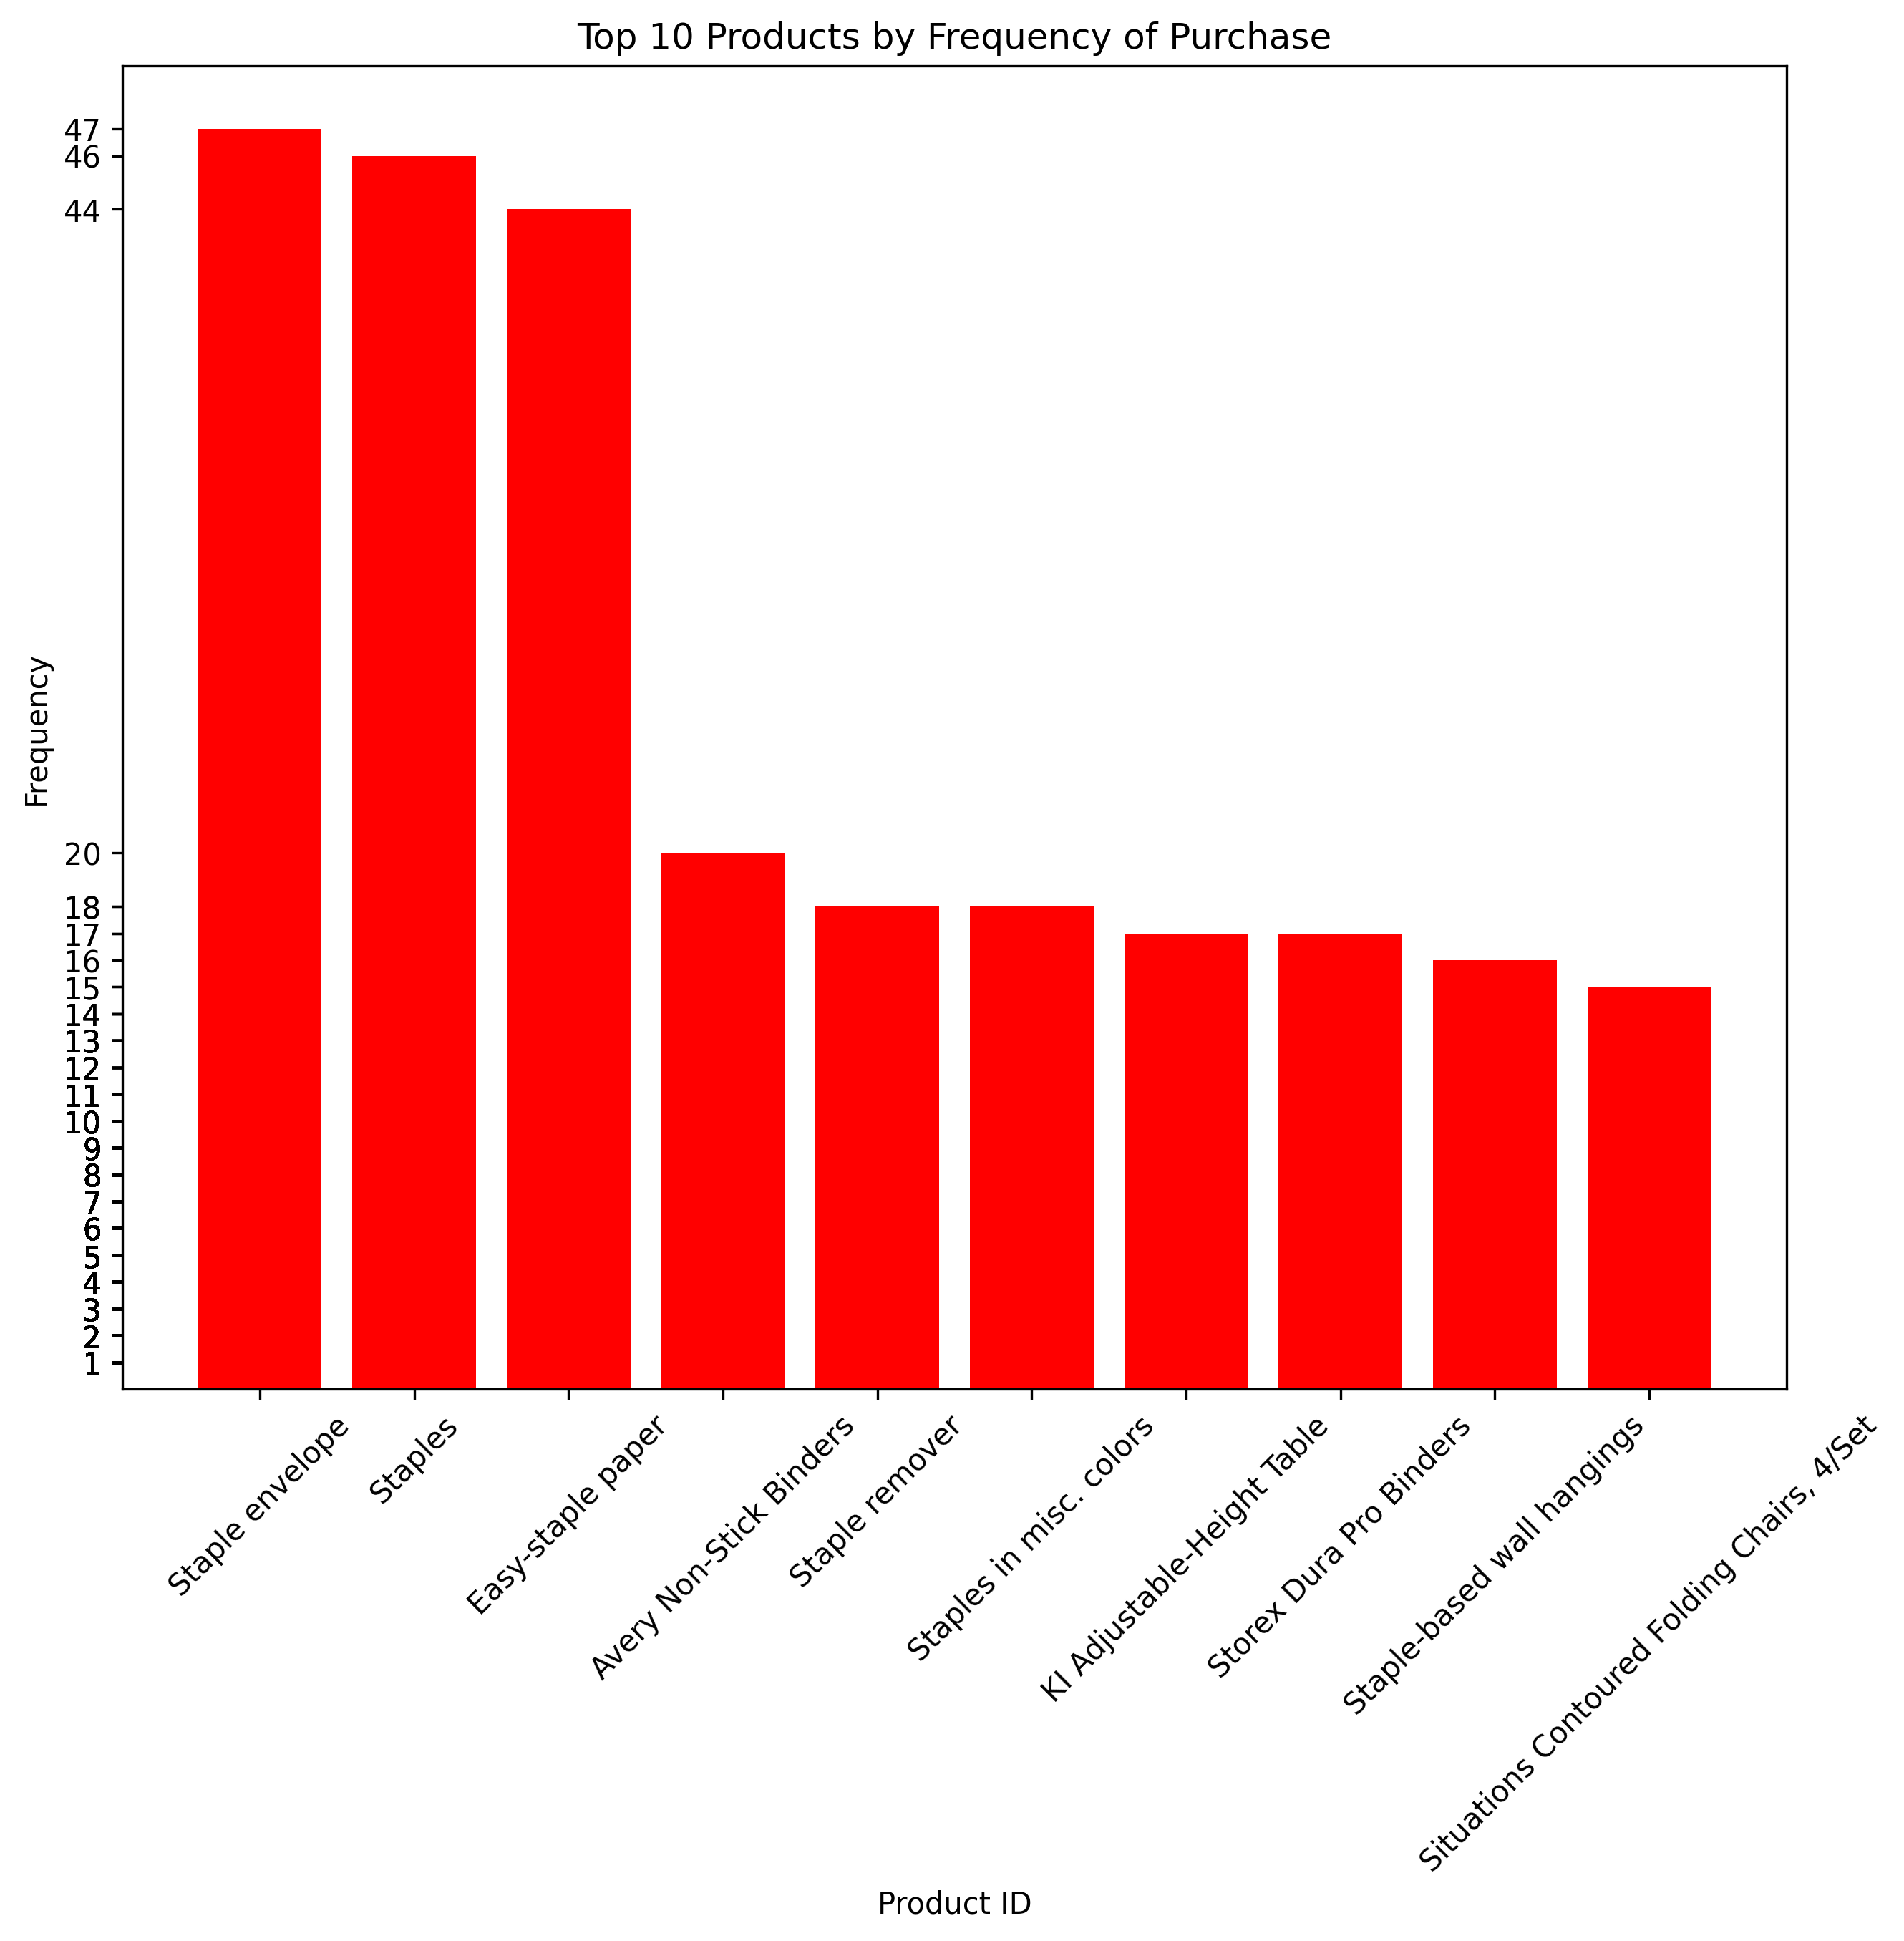 Top 10 Products by Frequency of Purchase
Frequency
47
46
44
20
18
17
16
15
14
13
12
11
10
9
8
7
6
5
4
3
2
1
Staple envelope
Staples
Easy-staple paper
Avery Non-Stick Binders
Staple remover
Staples in misc. colors
KI Adjustable-Height Table
Storex Dura Pro Binders
Staple-based wall hangings
Situations Contoured Folding Chairs, 4/Set
Product ID